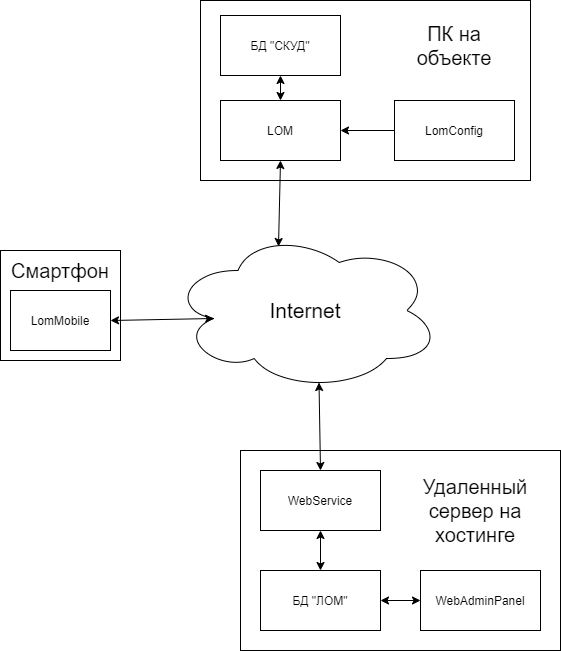 БД "СКУД"
ПК на
объекте
LOM
LomConfig
Смартфон
LomMobile
Internet
WebService
Удаленный
сервер на
хостинге
БД "ЛОМ"
WebAdminPanel